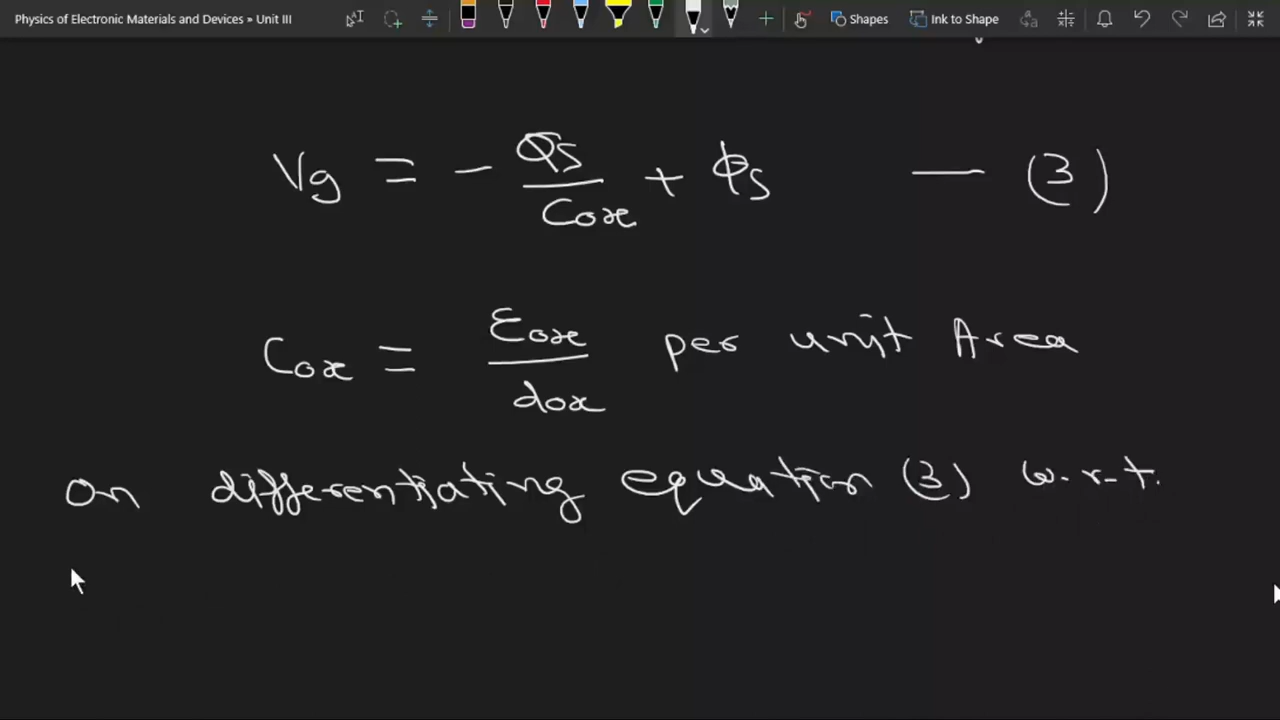 Physics of Electronic Materials and Devices » Unit III
Shapes
Ink to Shape
Vg = - Qs/Cox + φs — (3)
Cox = εox/dox per unit Area
On differentiating equation (3) w.r.t.